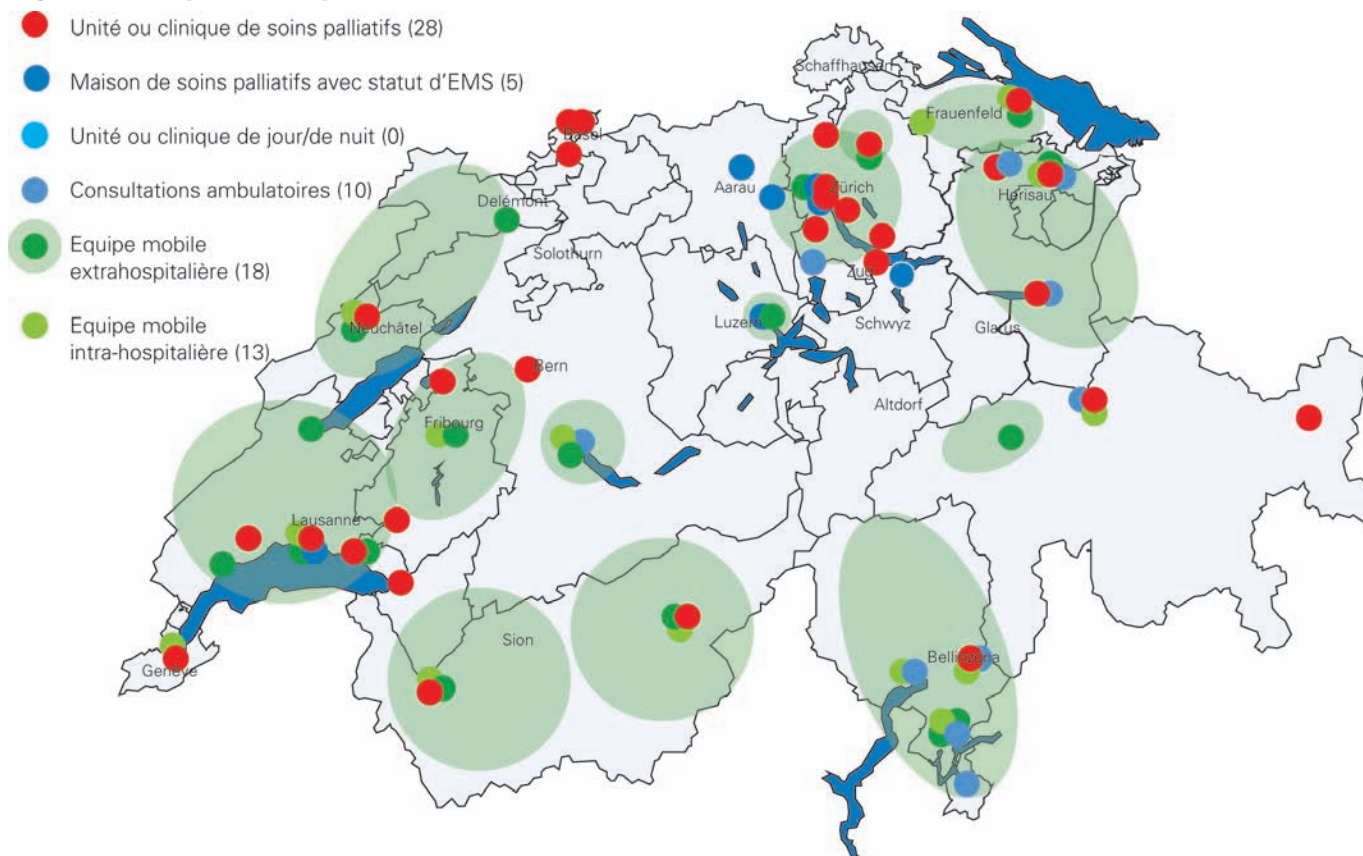 Unité ou clinique de soins palliatifs (28)
Maison de soins palliatifs avec statut d'EMS (5)
Unité ou clinique de jour/de nuit (0)
Consultations ambulatoires (10)
Equipe mobile
extrahospitalière (18)
Equipe mobile
intra-hospitalière (13)
Schaffhausen
Frauenfeld
Basel
Aarau
Zürich
Herisau
Delémont
Solothurn
Zug
Neuchâtel
Luzern
Schwyz
Glarus
Bern
Altdorf
Fribourg
Lausanne
Sion
Bellinzona
Genève